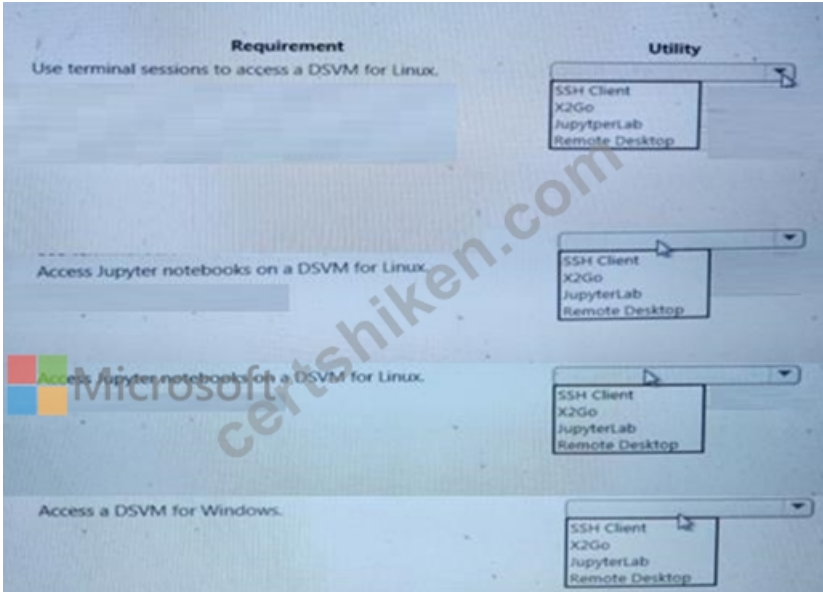 Requirement
Utility
Use terminal sessions to access a DSVM for Linux.
SSH Client
X2Go
JupytperLab
Remote Desktop
Access Jupyter notebooks on a DSVM for Linux.
SSH Client
X2Go
JupyterLab
Remote Desktop
Access Jupyter notebooks on a DSVM for Linux.
SSH Client
X2Go
JupyterLab
Remote Desktop
Access a DSVM for Windows.
SSH Client
X2Go
JupyterLab
Remote Desktop
Microsoft
certshiken.com